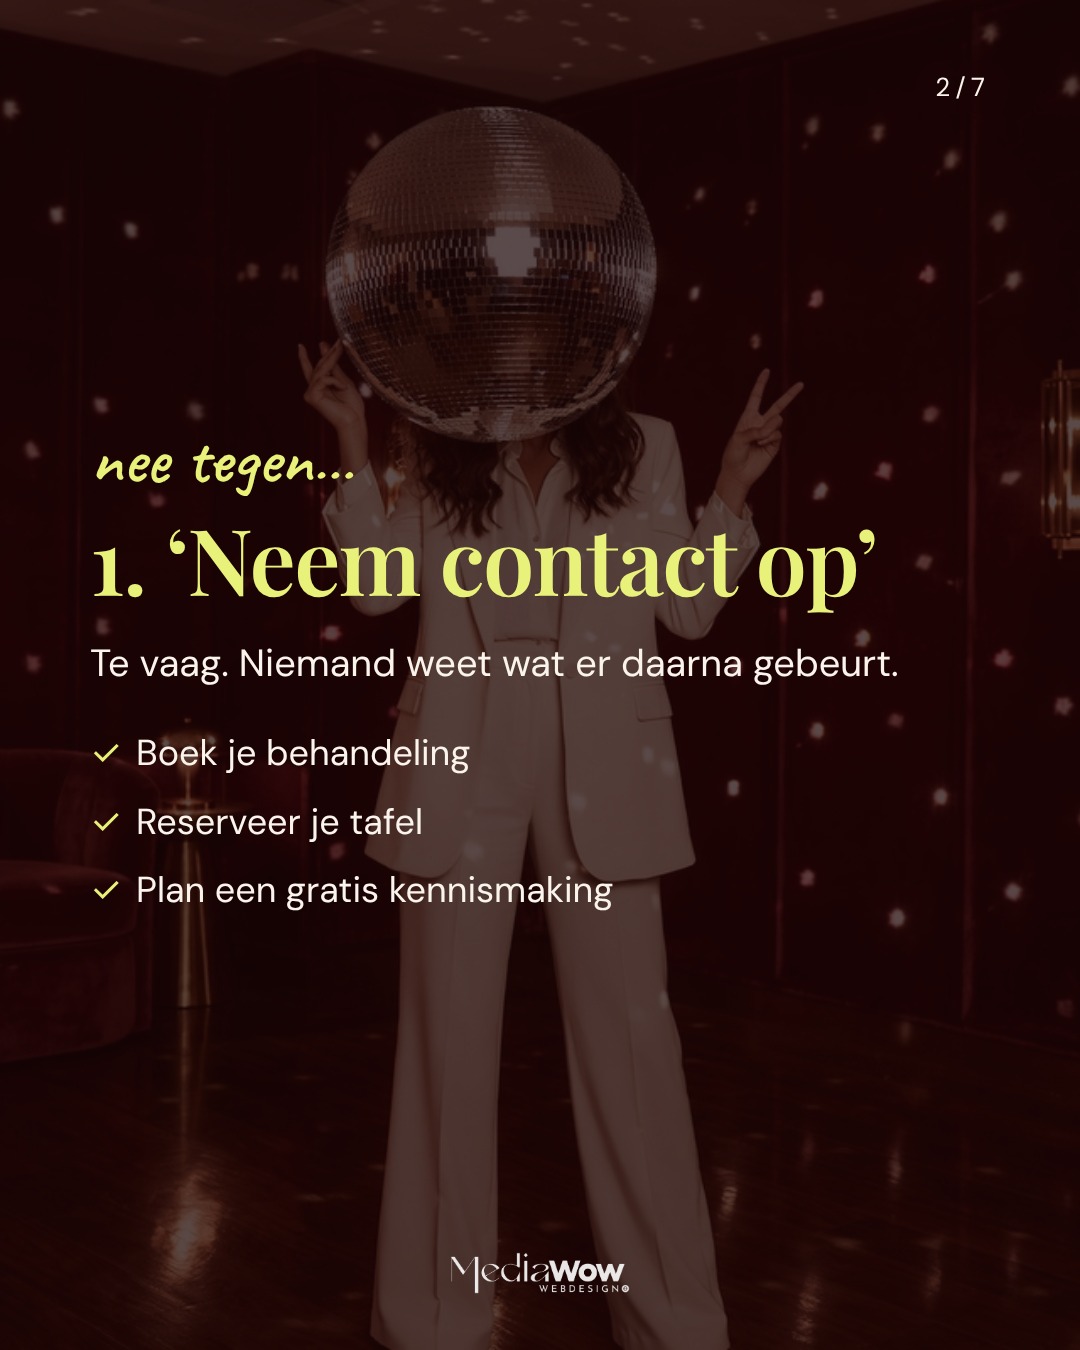 2 / 7
nee tegen...
1. ‘Neem contact op’
Te vaag. Niemand weet wat er daarna gebeurt.
✓ Boek je behandeling
✓ Reserveer je tafel
✓ Plan een gratis kennismaking
MediaWow
WEBDESIGN